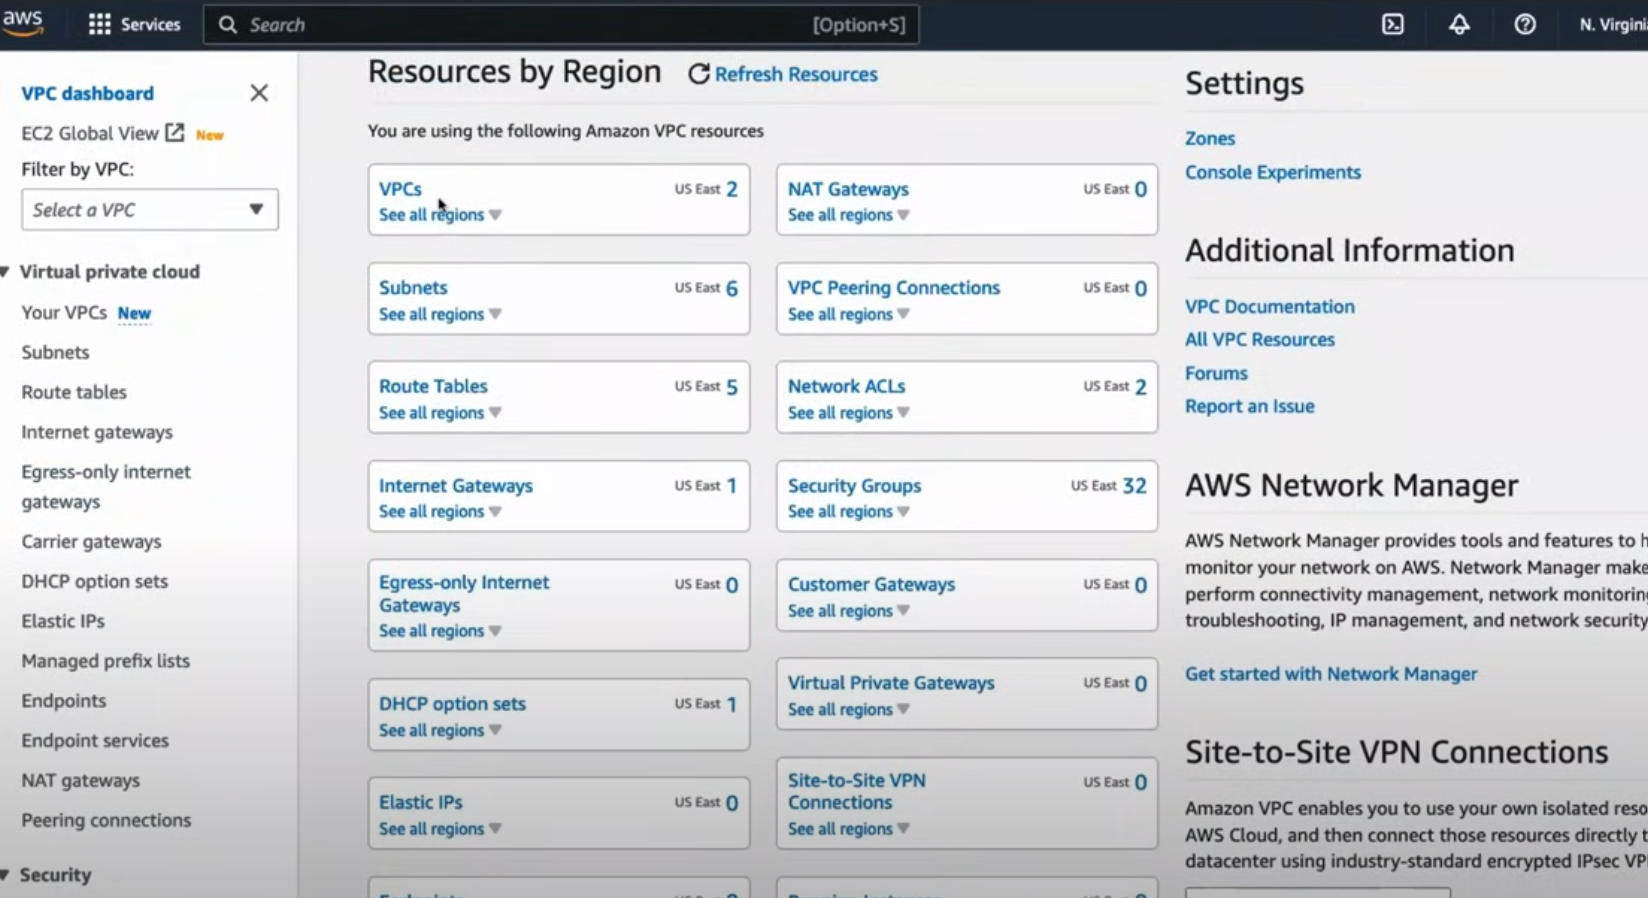 aws
Services
Search
[Option+S]
N. Virgini
VPC dashboard
EC2 Global View New
Filter by VPC:
Select a VPC
Virtual private cloud
Your VPCs New
Subnets
Route tables
Internet gateways
Egress-only internet
gateways
Carrier gateways
DHCP option sets
Elastic IPs
Managed prefix lists
Endpoints
Endpoint services
NAT gateways
Peering connections
Security
Resources by Region
Refresh Resources
You are using the following Amazon VPC resources
VPCs US East 2
See all regions
NAT Gateways US East 0
See all regions
Subnets US East 6
See all regions
VPC Peering Connections US East 0
See all regions
Route Tables US East 5
See all regions
Network ACLs US East 2
See all regions
Internet Gateways US East 1
See all regions
Security Groups US East 32
See all regions
Egress-only Internet US East 0
Gateways
See all regions
Customer Gateways US East 0
See all regions
DHCP option sets US East 1
See all regions
Virtual Private Gateways US East 0
See all regions
Elastic IPs US East 0
See all regions
Site-to-Site VPN US East 0
Connections
See all regions
Settings
Zones
Console Experiments
Additional Information
VPC Documentation
All VPC Resources
Forums
Report an Issue
AWS Network Manager
AWS Network Manager provides tools and features to h
monitor your network on AWS. Network Manager make
perform connectivity management, network monitoring
troubleshooting, IP management, and network security
Get started with Network Manager
Site-to-Site VPN Connections
Amazon VPC enables you to use your own isolated reso
AWS Cloud, and then connect those resources directly t
datacenter using industry-standard encrypted IPsec VP